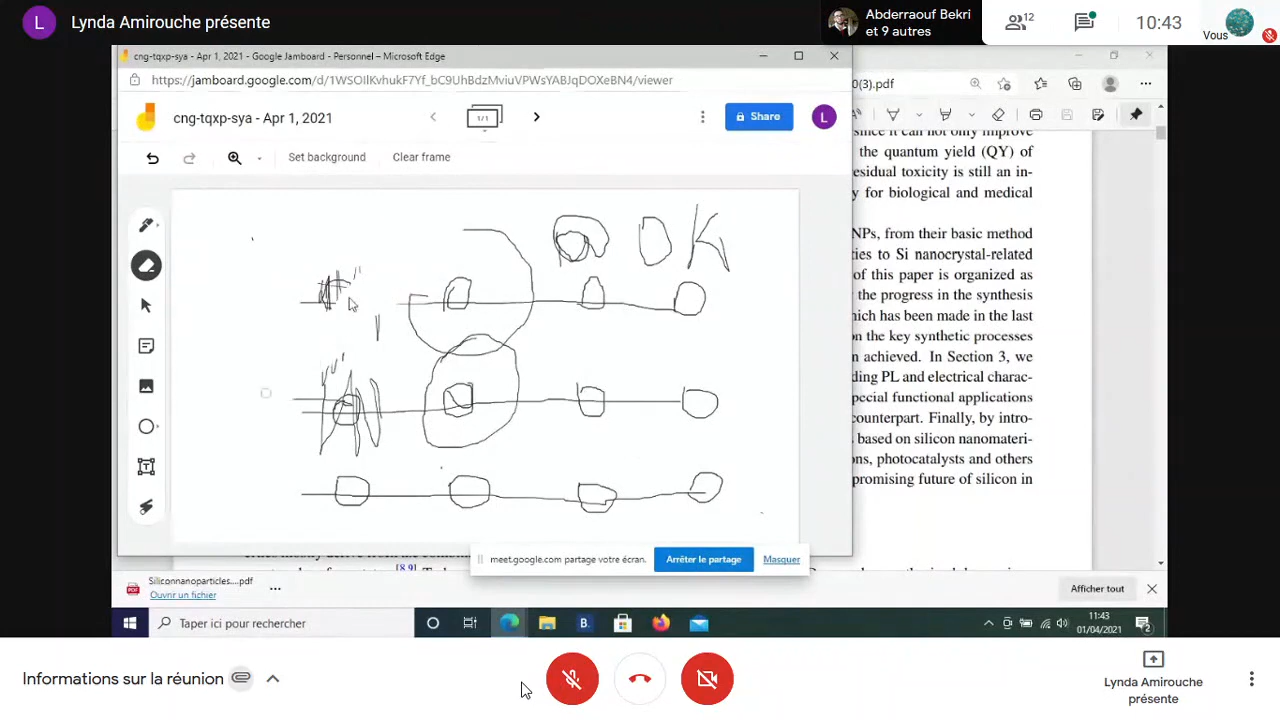 L Lynda Amirouche présente
Abderraouf Bekri
et 9 autres
12
10:43
Vous
cng-tqxp-sya - Apr 1, 2021 - Google Jamboard - Personnel – Microsoft Edge
https://jamboard.google.com/d/1WSOIlKvhukF7Yf_bC9UhBdzMviuVPWsYABJqDOXeBN4/viewer
0(3).pdf
cng-tqxp-sya - Apr 1, 2021
1/1
Share
L
Set background
Clear frame
since it can not only improve
the quantum yield (QY) of
residual toxicity is still an in-
y for biological and medical
NPs, from their basic method
ties to Si nanocrystal-related
of this paper is organized as
the progress in the synthesis
hich has been made in the last
on the key synthetic processes
en achieved. In Section 3, we
ding PL and electrical charac-
pecial functional applications
counterpart. Finally, by intro-
s based on silicon nanomateri-
ons, photocatalysts and others
promising future of silicon in
0 K
meet.google.com partage votre écran.
Arrêter le partage
Masquer
[8,9]
Siliconnanoparticles....pdf
Ouvrir un fichier
...
Afficher tout
Taper ici pour rechercher
B.
11:43
01/04/2021
2
Informations sur la réunion
Lynda Amirouche
présente